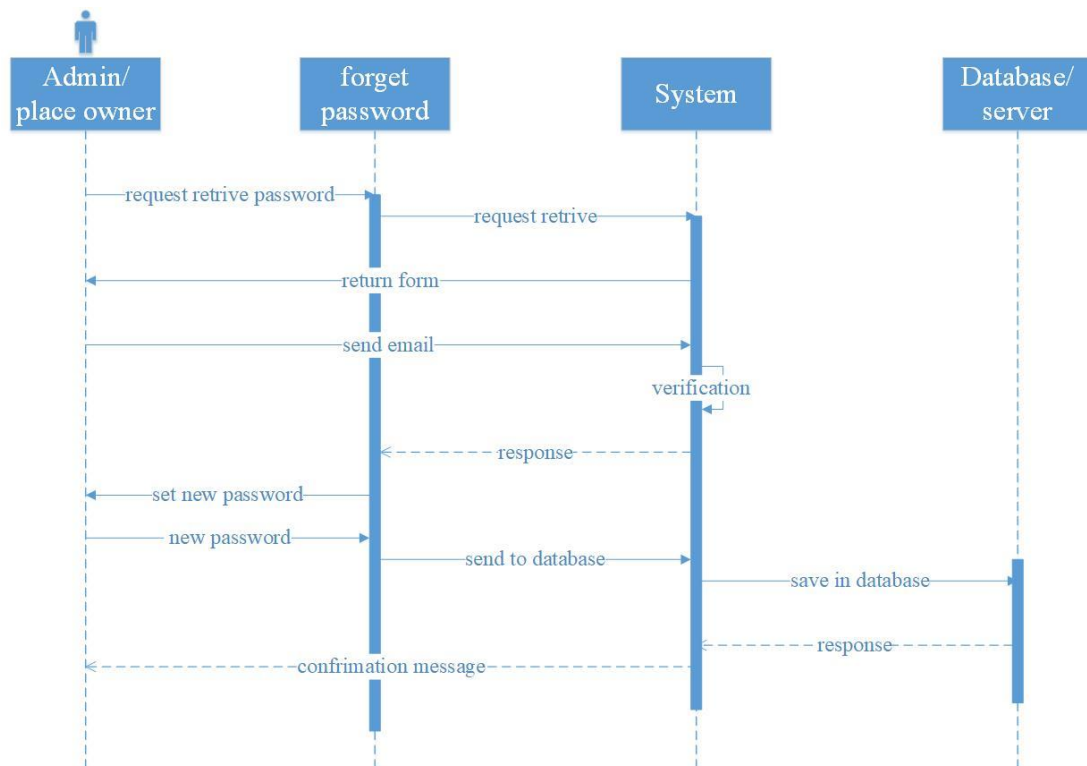 Admin/
place owner
forget
password
System
Database/
server
request retrive password
request retrive
return form
send email
verification
response
set new password
new password
send to database
save in database
response
confrimation message